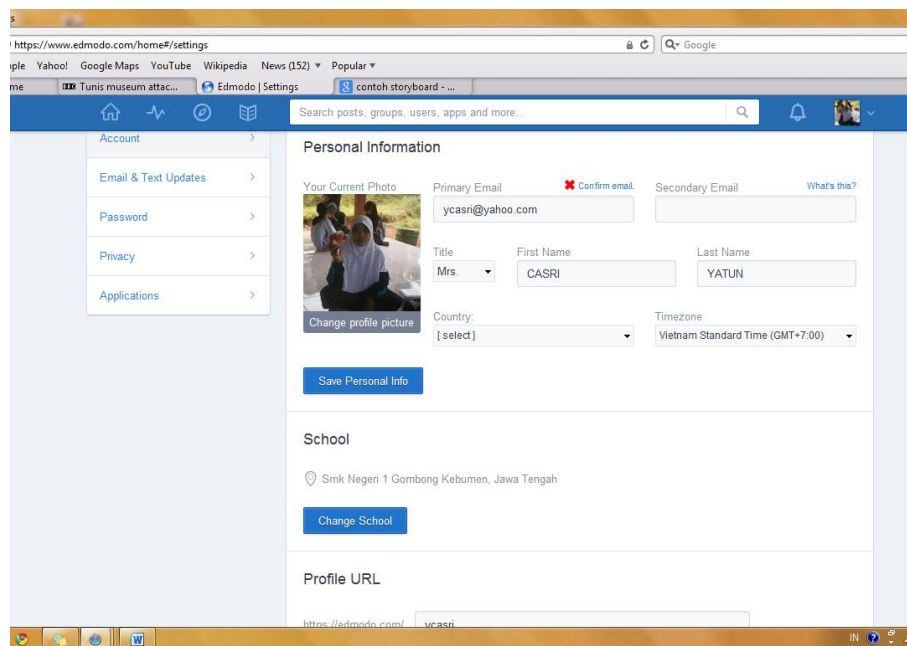 https://www.edmodo.com/home#/settings
Google
Yahoo! Google Maps YouTube Wikipedia News (152) ▾ Popular ▾
Tunis museum attac... Edmodo | Settings contoh storyboard - ...
Search posts, groups, users, apps and more...
Account
Email & Text Updates
Password
Privacy
Applications
Personal Information
Your Current Photo
Change profile picture
Primary Email Confirm email. Secondary Email What's this?
ycasri@yahoo.com
Title First Name Last Name
Mrs. CASRI YATUN
Country: Timezone
[ select ] Vietnam Standard Time (GMT+7:00)
Save Personal Info
School
Smk Negeri 1 Gombong Kebumen, Jawa Tengah
Change School
Profile URL
https://edmodo.com/ ycasri
IN